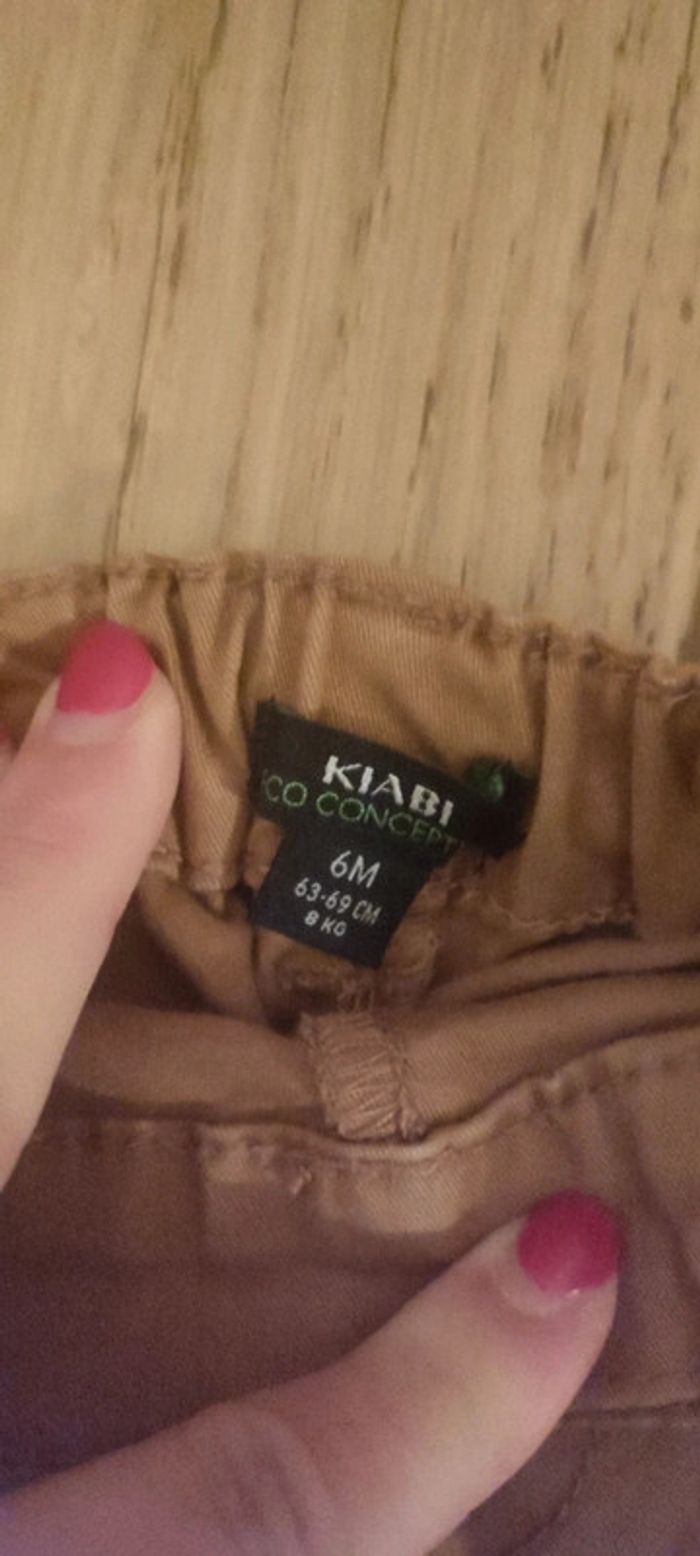 KIABI
CO CONCEPT
6M
63-69 CM
8 KG